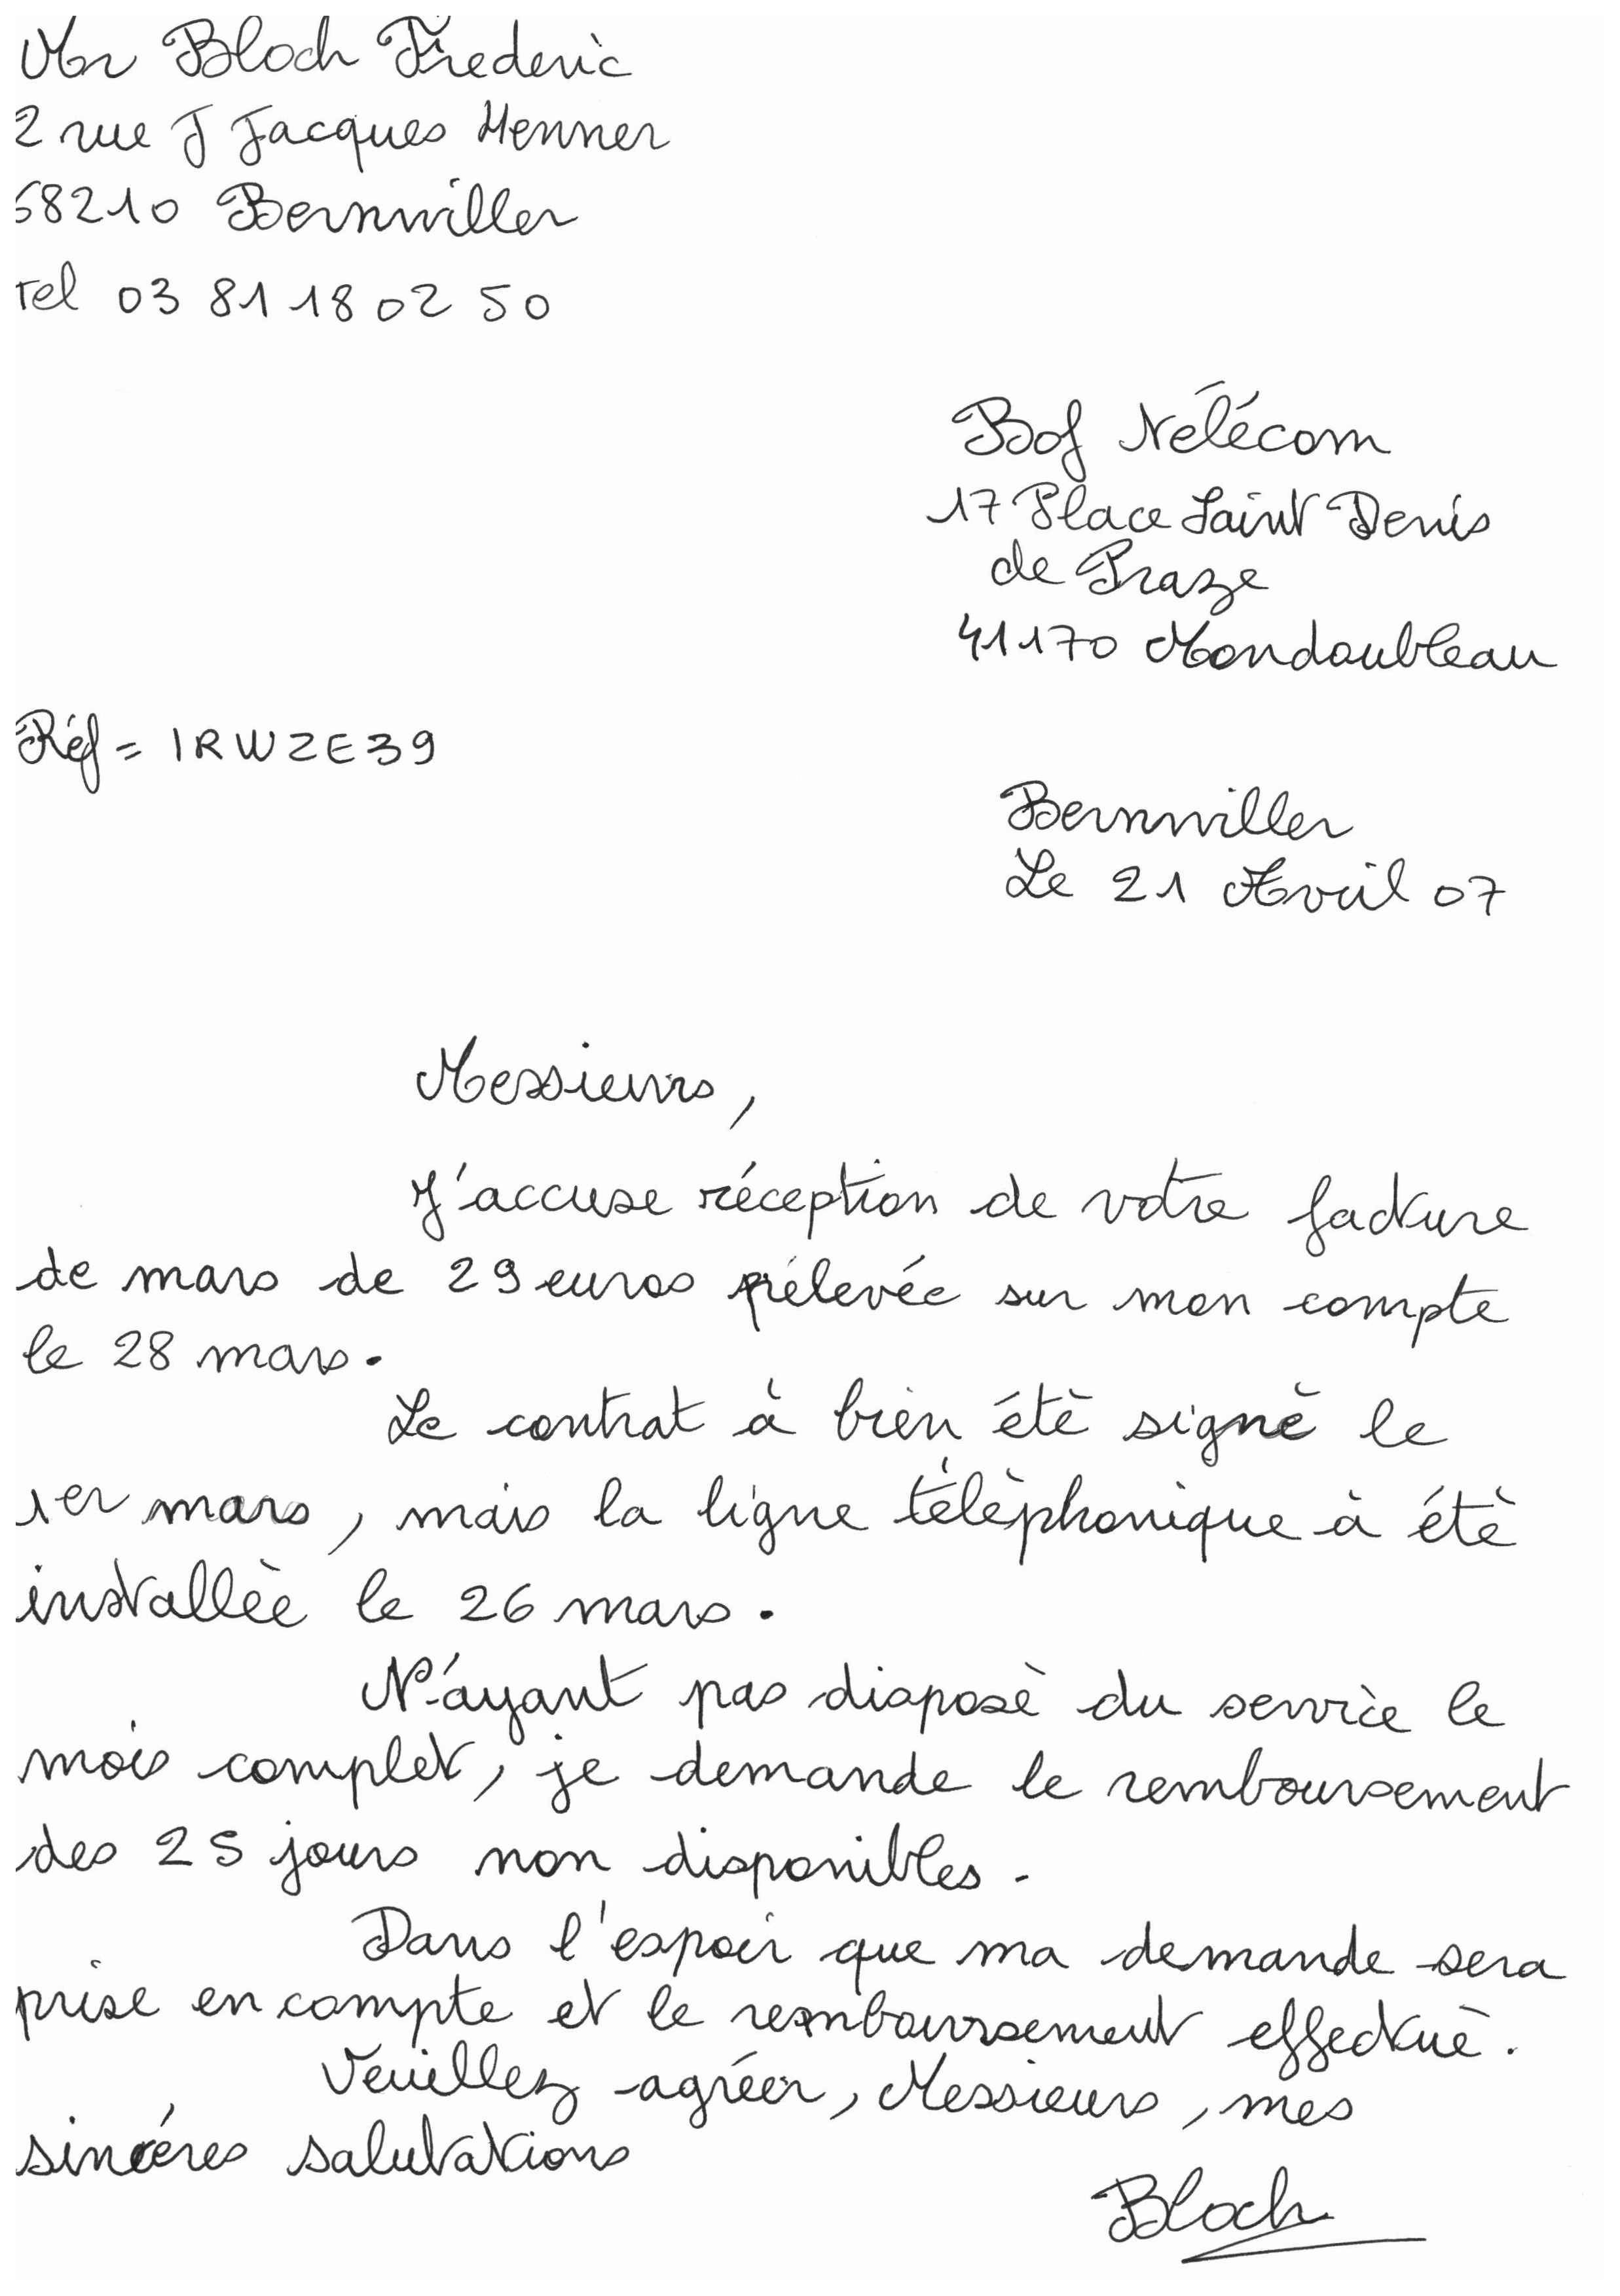 Mr Bloch Frederic
2 rue J Jacques Henner
68210 Bernwiller
tel 03 81 18 02 50
Bof Télécom
17 Place Saint Denis
de Praze
41170 Mondoubleau
Réf = IRWZE39
Bernwiller
Le 21 Avril 07
Messieurs,
J'accuse réception de votre facture
de mars de 29 euros prélevée sur mon compte
le 28 mars.
Le contrat à bien été signé le
1er mars, mais la ligne téléphonique à été
installée le 26 mars.
N'ayant pas disposé du service le
mois complet, je demande le remboursement
des 25 jours non disponibles.
Dans l'espoir que ma demande sera
prise en compte et le remboursement effectué.
Veuillez agréer, Messieurs, mes
sincéres salutations
Bloch